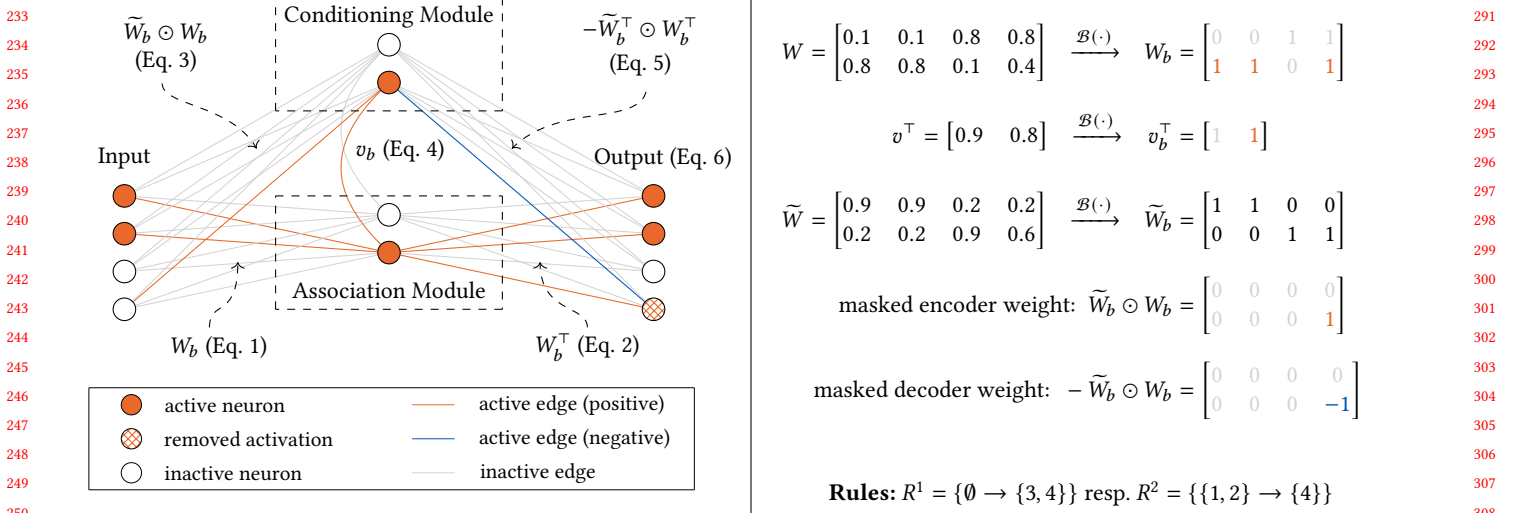 233
234
235
236
237
238
239
240
241
242
243
244
245
246
247
248
249
250
Conditioning Module
W̃_b ⊙ W_b
(Eq. 3)
−W̃_b^⊤ ⊙ W_b^⊤
(Eq. 5)
v_b (Eq. 4)
Input
Output (Eq. 6)
Association Module
W_b (Eq. 1)
W_b^⊤ (Eq. 2)
active neuron
removed activation
inactive neuron
active edge (positive)
active edge (negative)
inactive edge
W = [0.1 0.1 0.8 0.8 B(·) W_b = [0 0 1 1
0.8 0.8 0.1 0.4] ⟶ 1 1 0 1]
v^⊤ = [0.9 0.8] B(·) ⟶ v_b^⊤ = [1 1]
W̃ = [0.9 0.9 0.2 0.2 B(·) W̃_b = [1 1 0 0
0.2 0.2 0.9 0.6] ⟶ 0 0 1 1]
masked encoder weight: W̃_b ⊙ W_b = [0 0 0 0
0 0 0 1]
masked decoder weight: − W̃_b ⊙ W_b = [0 0 0 0
0 0 0 −1]
Rules: R^1 = {∅ → {3, 4}} resp. R^2 = {{1, 2} → {4}}
291
292
293
294
295
296
297
298
299
300
301
302
303
304
305
306
307
308